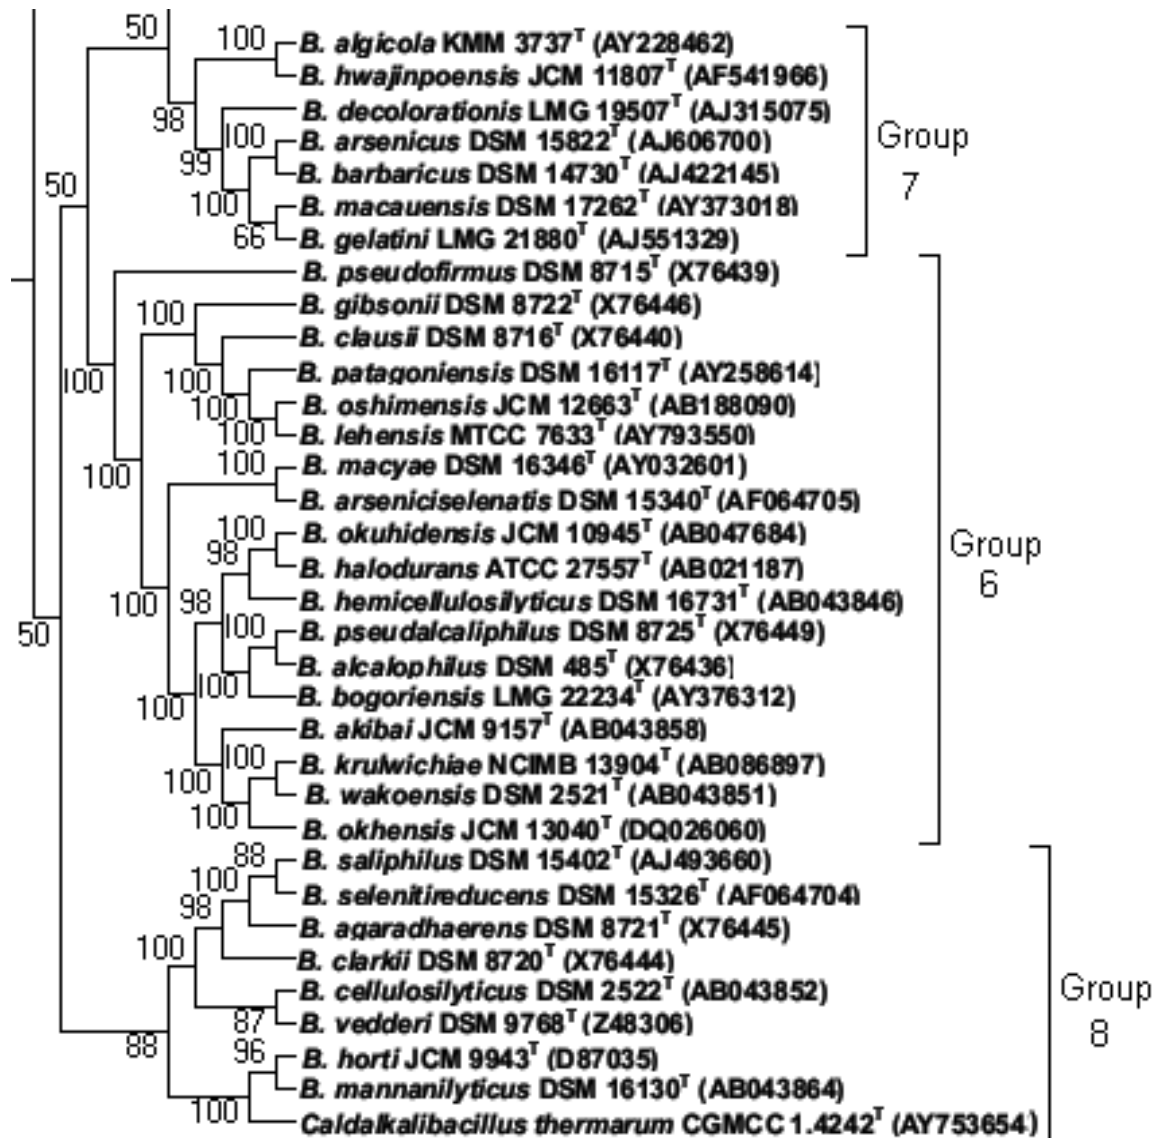 50
100 B. algicola KMM 3737T (AY228462)
B. hwajinpoensis JCM 11807T (AF541966)
98 B. decolorationis LMG 19507T (AJ315075)
100 B. arsenicus DSM 15822T (AJ606700)
Group
99 B. barbaricus DSM 14730T (AJ422145)
50 7
100 B. macauensis DSM 17262T (AY373018)
66 B. gelatini LMG 21880T (AJ551329)
B. pseudofirmus DSM 8715T (X76439)
100 B. gibsonii DSM 8722T (X76446)
B. clausii DSM 8716T (X76440)
100 100 B. patagoniensis DSM 16117T (AY258614)
100 B. oshimensis JCM 12663T (AB188090)
100 B. lehensis MTCC 7633T (AY793550)
100 100 B. macyae DSM 16346T (AY032601)
B. arseniciselenatis DSM 15340T (AF064705)
100 B. okuhidensis JCM 10945T (AB047684)
Group
98 B. halodurans ATCC 27557T (AB021187)
6
100 98 B. hemicellulosilyticus DSM 16731T (AB043846)
50 100 B. pseudalcaliphilus DSM 8725T (X76449)
B. alcalophilus DSM 485T (X76436)
100 100 B. bogoriensis LMG 22234T (AY376312)
B. akibai JCM 9157T (AB043858)
100 B. krulwichiae NCIMB 13904T (AB086897)
100 B. wakoensis DSM 2521T (AB043851)
100 B. okhensis JCM 13040T (DQ026060)
88 B. saliphilus DSM 15402T (AJ493660)
100 B. selenitireducens DSM 15326T (AF064704)
98 B. agaradhaerens DSM 8721T (X76445)
100 B. clarkii DSM 8720T (X76444)
B. cellulosilyticus DSM 2522T (AB043852)
Group
87 B. vedderi DSM 9768T (Z48306)
8
88 96 B. horti JCM 9943T (D87035)
B. mannanilyticus DSM 16130T (AB043864)
100 Caldalkalibacillus thermarum CGMCC 1.4242T (AY753654)